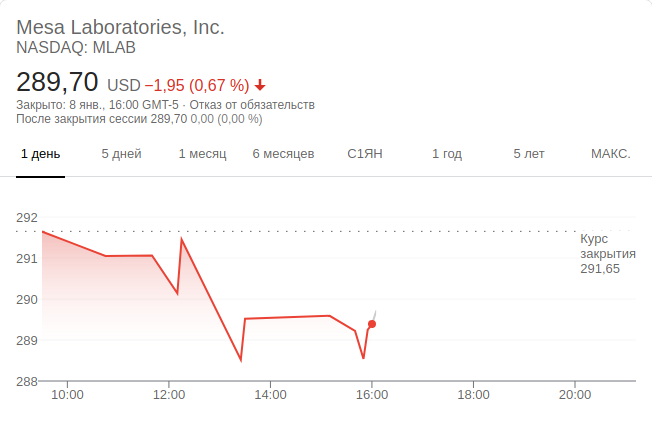 Mesa Laboratories, Inc.
NASDAQ: MLAB
289,70 USD −1,95 (0,67 %)
Закрыто: 8 янв., 16:00 GMT-5 · Отказ от обязательств
После закрытия сессии 289,70 0,00 (0,00 %)
1 день 5 дней 1 месяц 6 месяцев С1ЯН 1 год 5 лет МАКС.
292
Курс
закрытия
291,65
291
290
289
288
10:00 12:00 14:00 16:00 18:00 20:00